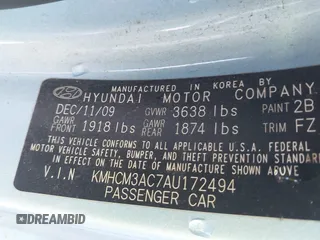 MANUFACTURED IN KOREA BY
HYUNDAI MOTOR COMPANY
DEC/11/09 GVWR 3638 lbs PAINT 2B
GAWR FRONT 1918 lbs GAWR REAR 1874 lbs TRIM FZ
THIS VEHICLE CONFORMS TO ALL APPLICABLE U.S. FEDERAL
MOTOR VEHICLE SAFETY, BUMPER, AND THEFT PREVENTION
STANDARDS IN EFFECT ON THE DATE OF MANUFACTURE SHOWN ABOVE.
V.I.N KMHCM3AC7AU172494
PASSENGER CAR
DREAMBID